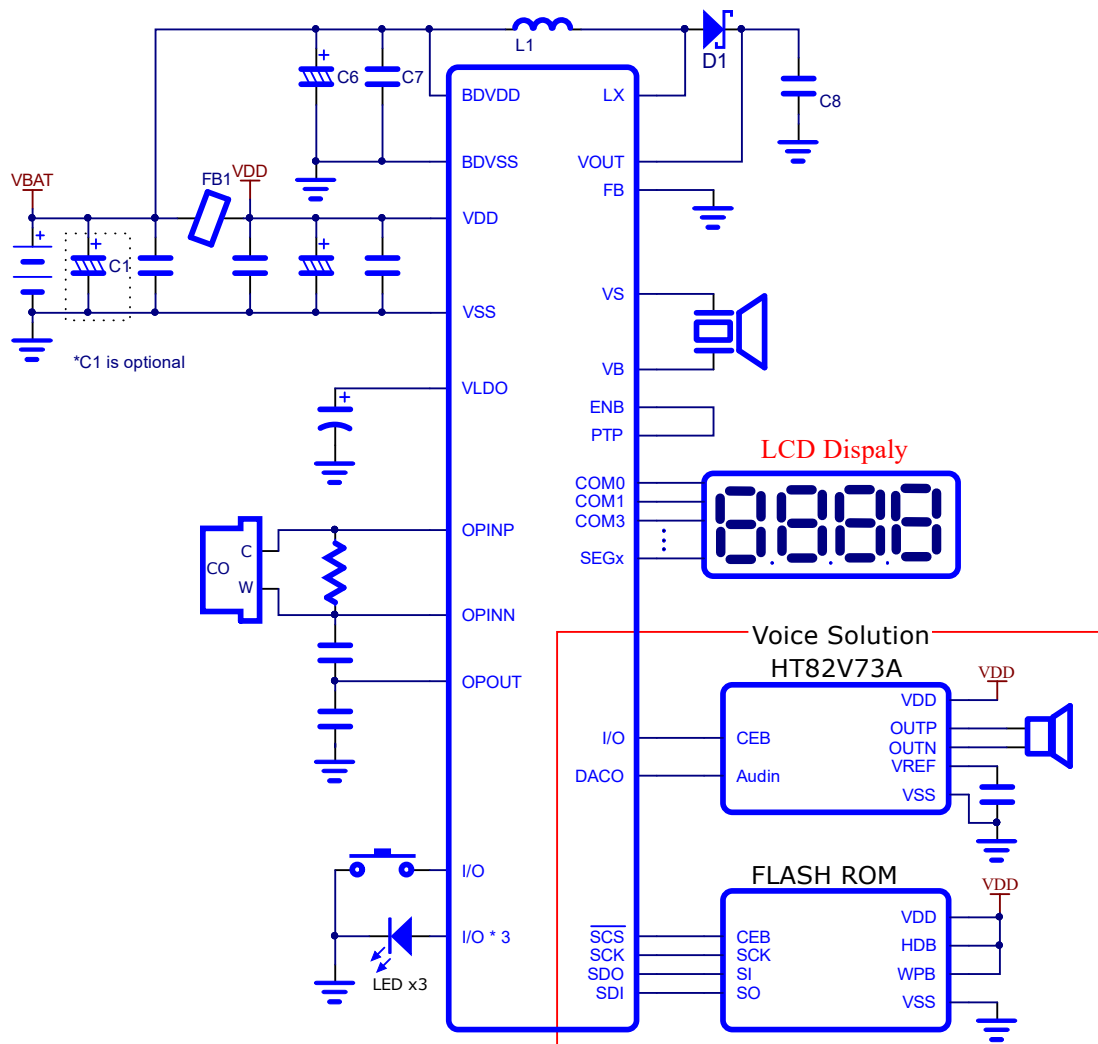 L1
D1
+
C6
C7
C8
BDVDD
LX
BDVSS
VOUT
VBAT
FB1
VDD
FB
VDD
+
+
C1
+
VSS
VS
*C1 is optional
VB
VLDO
+
ENB
PTP
LCD Dispaly
COM0
COM1
COM3
SEGx
OPINP
C
CO
W
OPINN
OPOUT
Voice Solution
HT82V73A
VDD
VDD
OUTP
I/O
CEB
OUTN
VREF
DACO
Audin
VSS
I/O
FLASH ROM
VDD
VDD
I/O * 3
SCS
CEB
HDB
SCK
SCK
SDO
SI
WPB
LED x3
SDI
SO
VSS